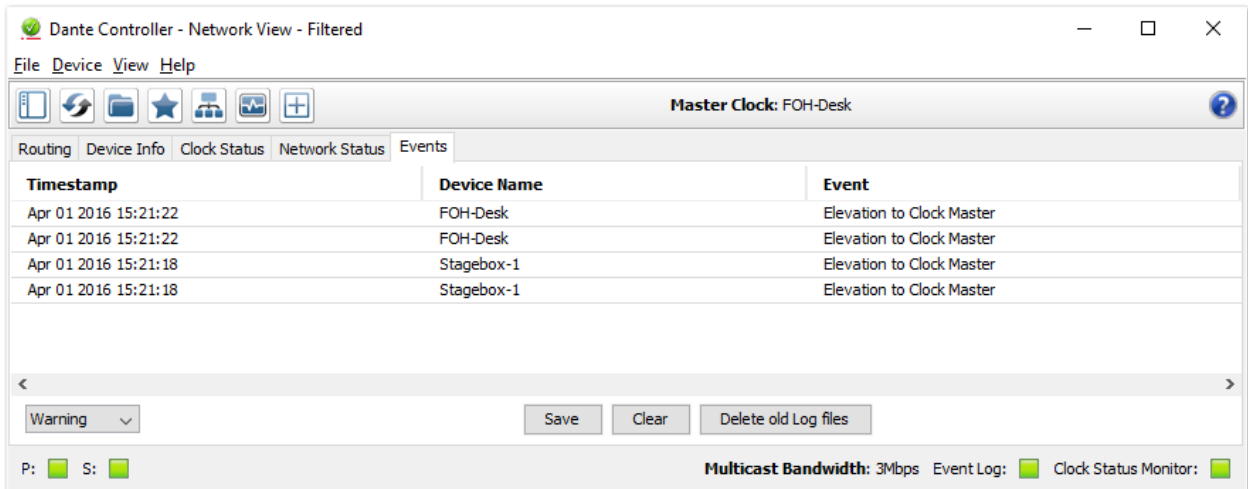 Dante Controller - Network View - Filtered
File Device View Help
Master Clock: FOH-Desk
Routing Device Info Clock Status Network Status Events
Timestamp Device Name Event
Apr 01 2016 15:21:22 FOH-Desk Elevation to Clock Master
Apr 01 2016 15:21:22 FOH-Desk Elevation to Clock Master
Apr 01 2016 15:21:18 Stagebox-1 Elevation to Clock Master
Apr 01 2016 15:21:18 Stagebox-1 Elevation to Clock Master
Warning Save Clear Delete old Log files
P: S: Multicast Bandwidth: 3Mbps Event Log: Clock Status Monitor: